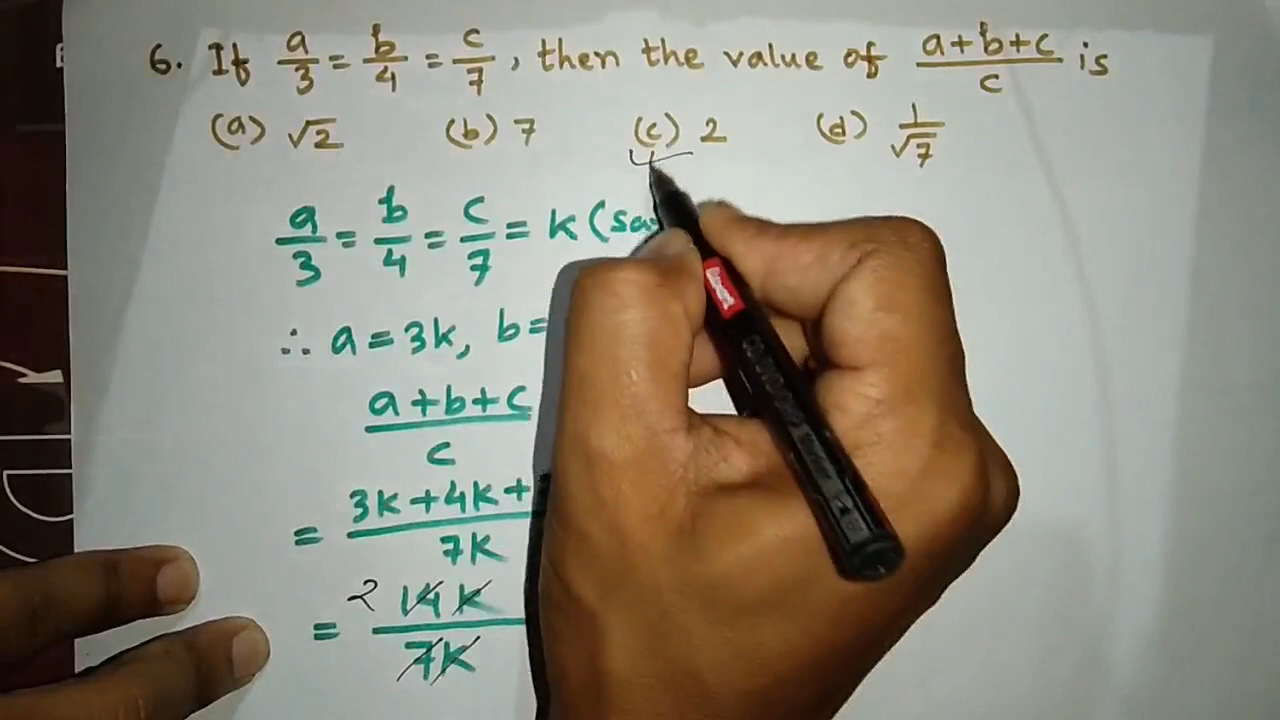 6. If a/3 = b/4 = c/7, then the value of (a+b+c)/c is
(a) √2 (b) 7 (c) 2 (d) 1/√7
a/3 = b/4 = c/7 = k
∴ a = 3k, b =
a+b+c
c
= 3k+4k+
7k
2 14k
= 7k